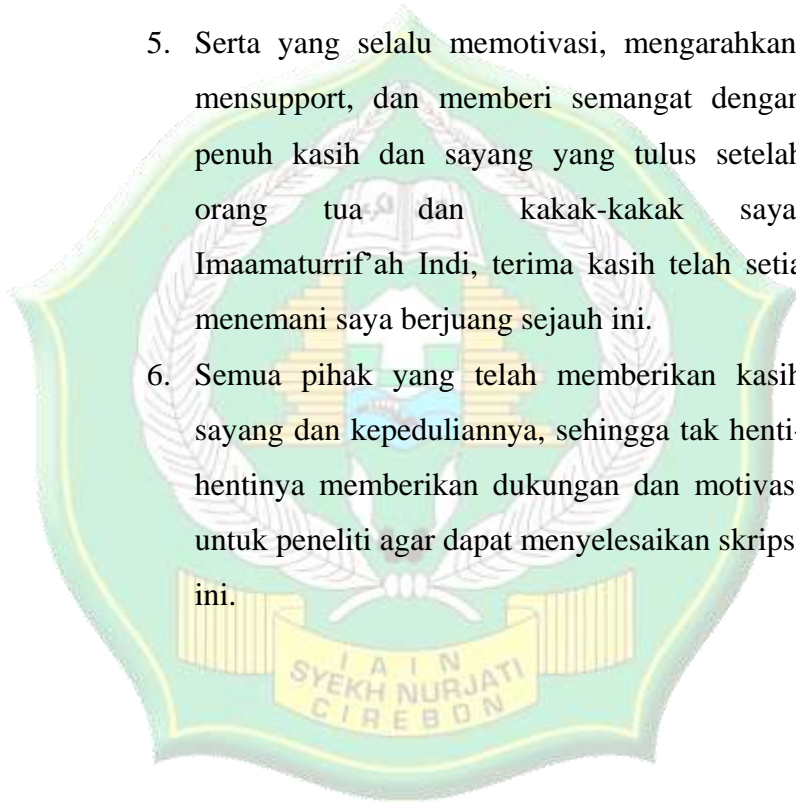 5. Serta yang selalu memotivasi, mengarahkan
mensupport, dan memberi semangat dengan
penuh kasih dan sayang yang tulus setelah
orang tua dan kakak-kakak saya
Imaamaturrif’ah Indi, terima kasih telah setia
menemani saya berjuang sejauh ini.
6. Semua pihak yang telah memberikan kasih
sayang dan kepeduliannya, sehingga tak henti-
hentinya memberikan dukungan dan motivas
untuk peneliti agar dapat menyelesaikan skrips
ini.
IAIN
SYEKH NURJATI
CIREBON